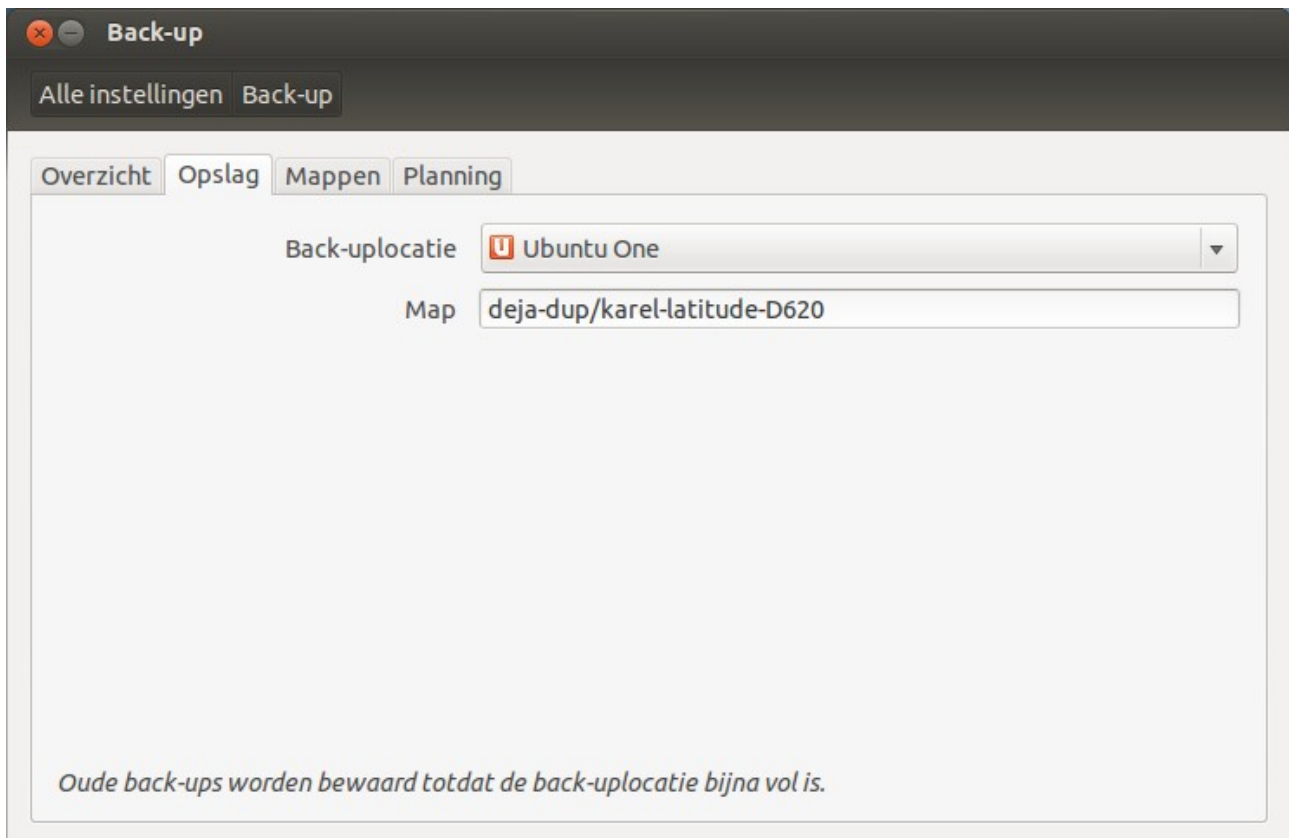 Back-up
Alle instellingen Back-up
Overzicht Opslag Mappen Planning
Back-uplocatie Ubuntu One
Map deja-dup/karel-latitude-D620
Oude back-ups worden bewaard totdat de back-uplocatie bijna vol is.